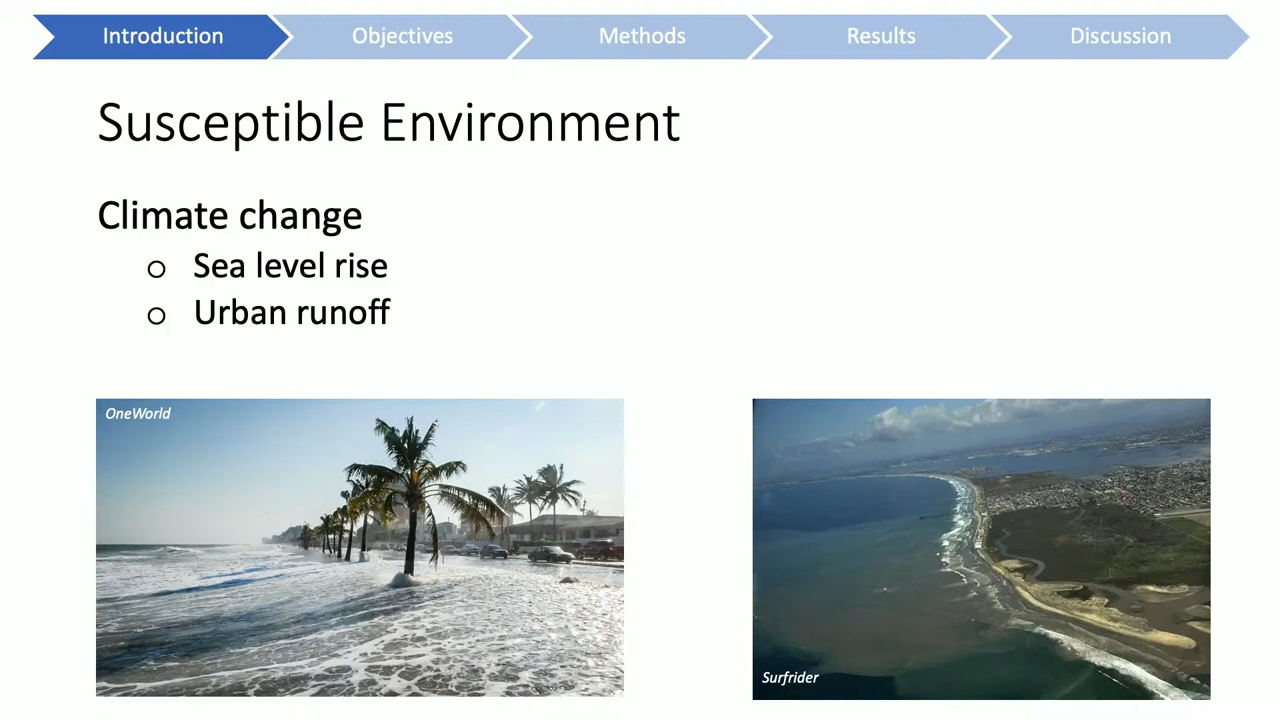 Introduction
Objectives
Methods
Results
Discussion
Susceptible Environment
Climate change
o Sea level rise
o Urban runoff
OneWorld
Surfrider